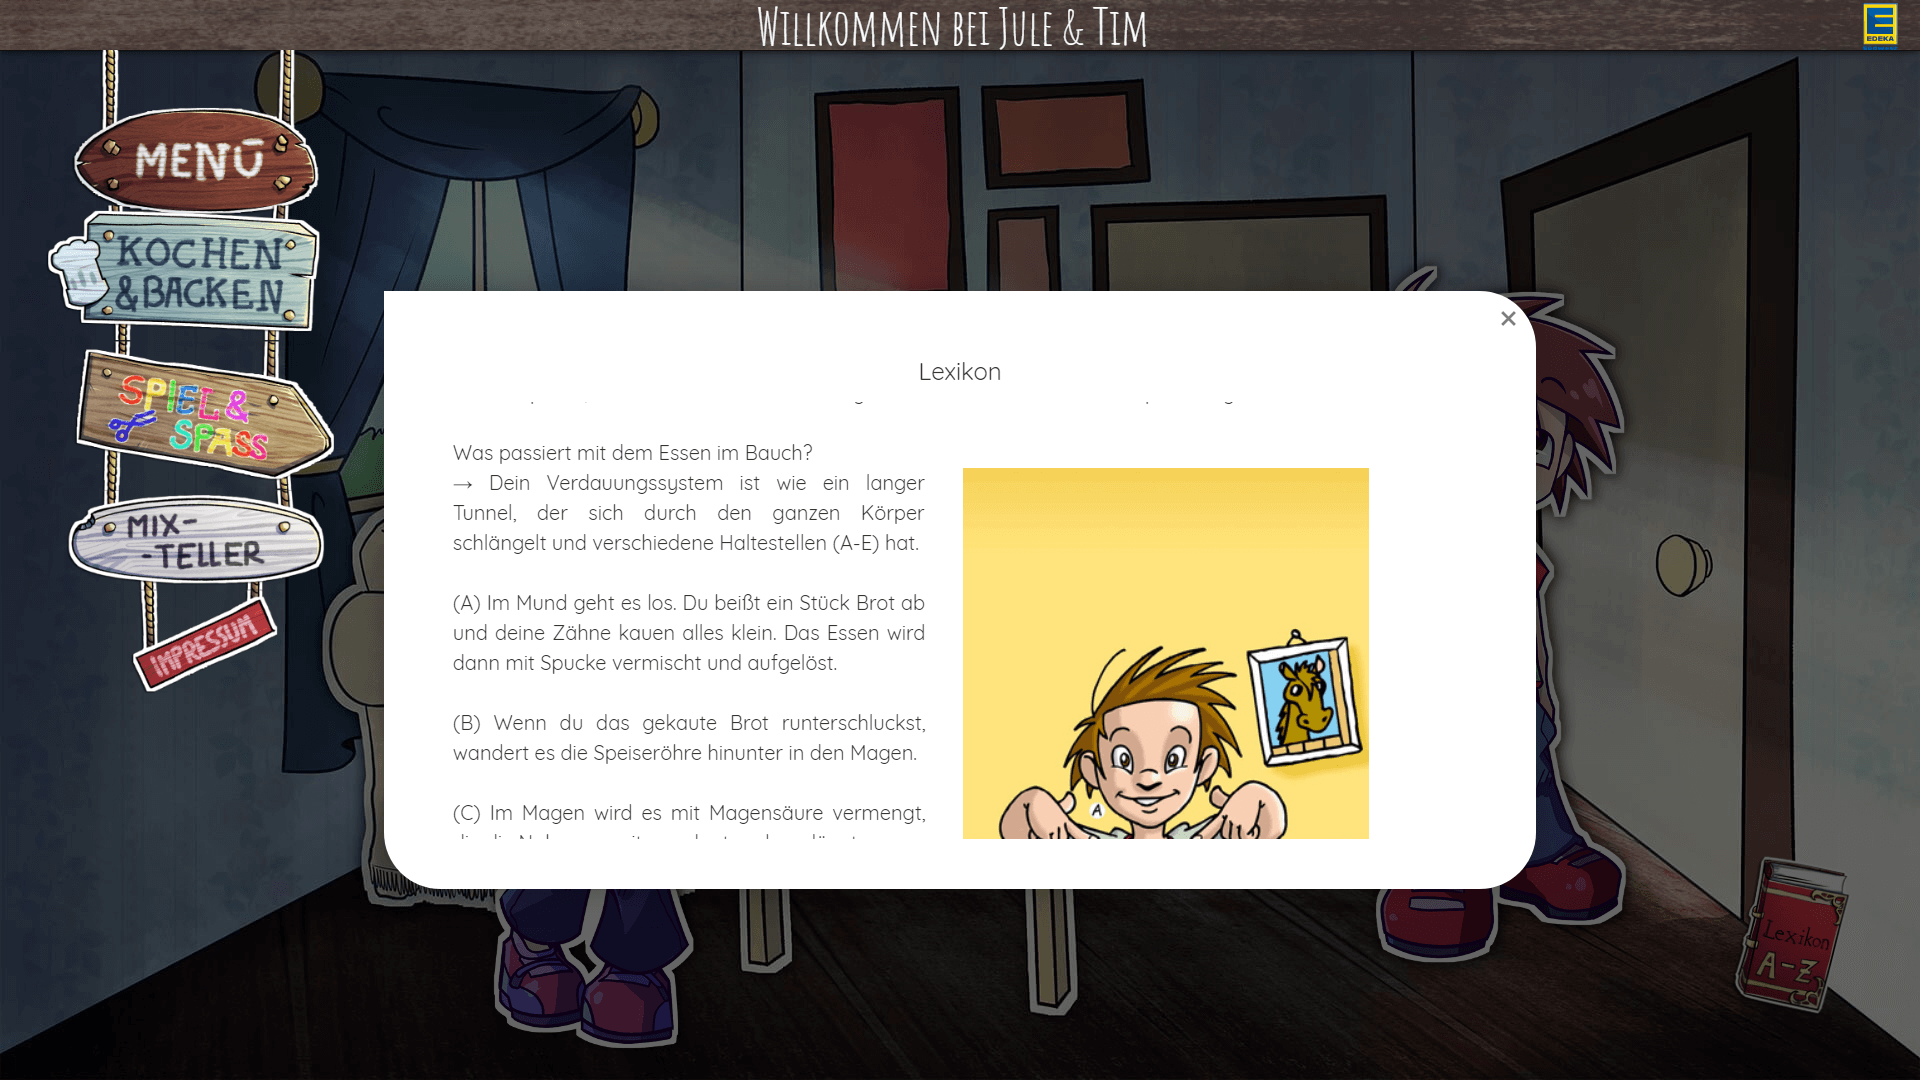 Willkommen bei Jule & Tim
EDEKA
MENÜ
KOCHEN
& BACKEN
SPIEL &
SPASS
MIX-
-TELLER
IMPRESSUM
×
Lexikon
Was passiert mit dem Essen im Bauch?
→ Dein Verdauungssystem ist wie ein langer
Tunnel, der sich durch den ganzen Körper
schlängelt und verschiedene Haltestellen (A-E) hat.
(A) Im Mund geht es los. Du beißt ein Stück Brot ab
und deine Zähne kauen alles klein. Das Essen wird
dann mit Spucke vermischt und aufgelöst.
(B) Wenn du das gekaute Brot runterschluckst,
wandert es die Speiseröhre hinunter in den Magen.
(C) Im Magen wird es mit Magensäure vermengt,
A
Lexikon
A-Z